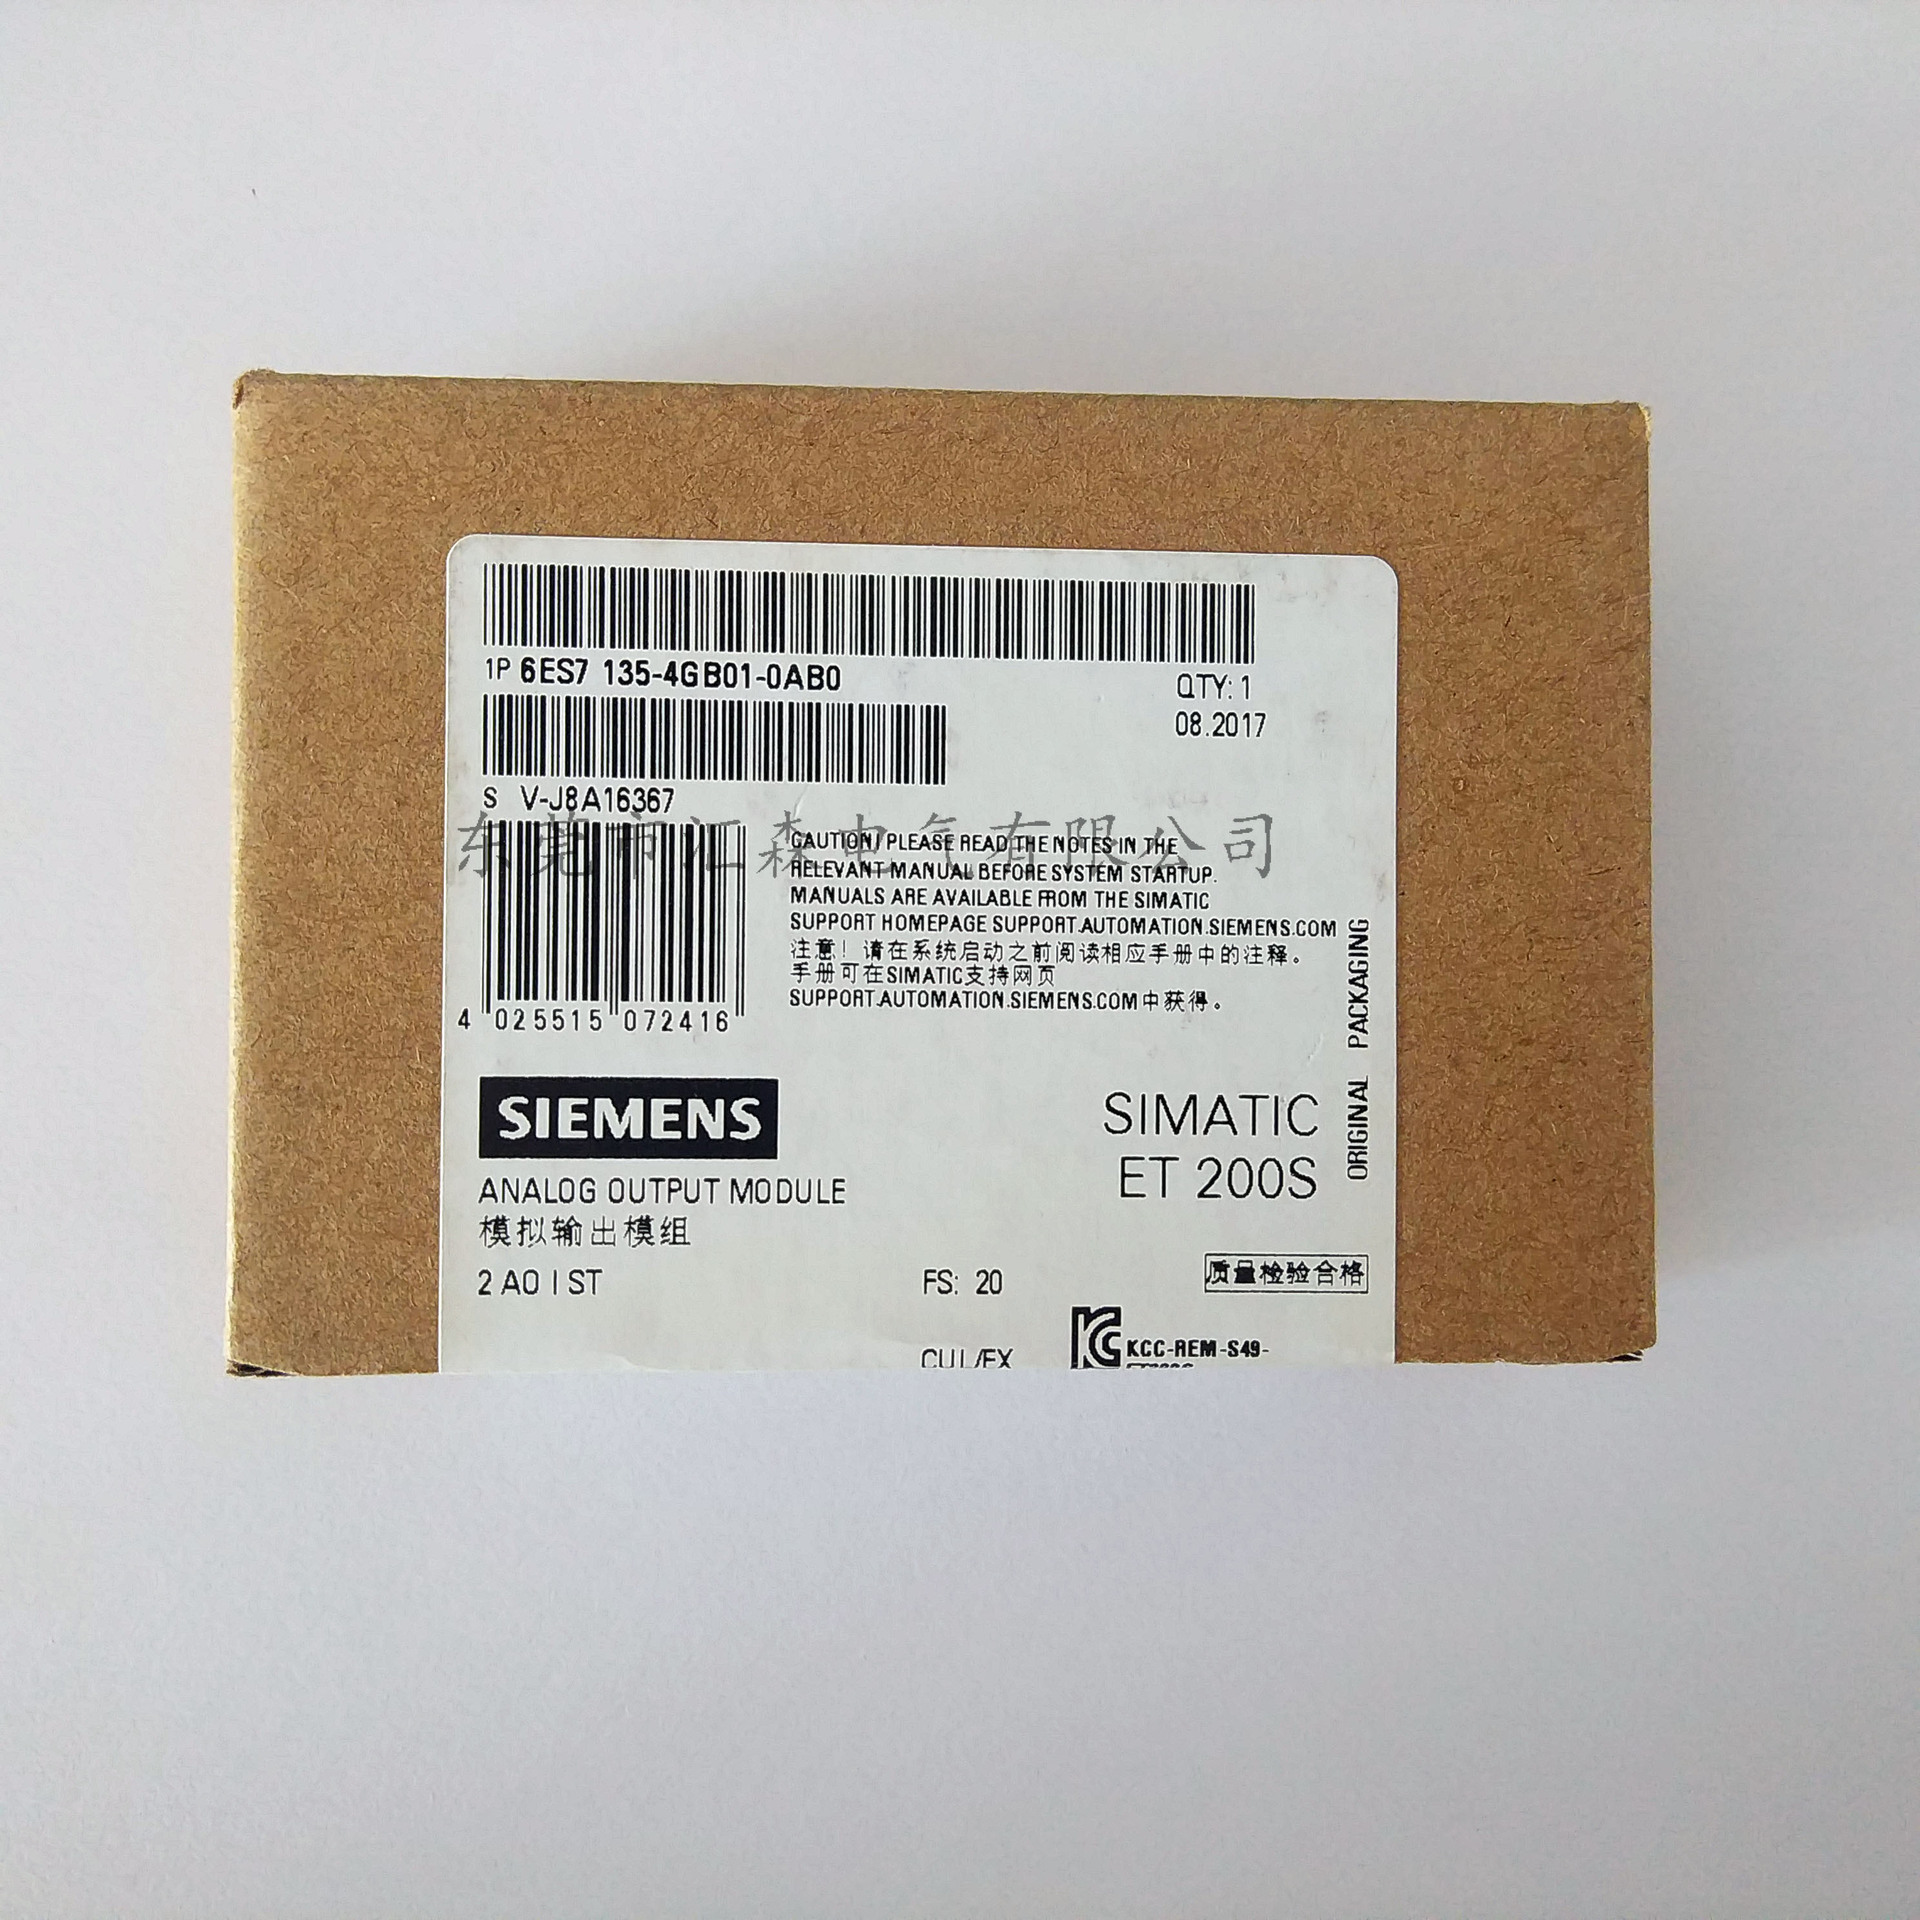 1P 6ES7 135-4GB01-0AB0
QTY: 1
08.2017
S V-J8A16367
东莞市汇森电气有限公司
CAUTION! PLEASE READ THE NOTES IN THE
RELEVANT MANUAL BEFORE SYSTEM STARTUP.
MANUALS ARE AVAILABLE FROM THE SIMATIC
SUPPORT HOMEPAGE SUPPORT.AUTOMATION.SIEMENS.COM
注意！请在系统启动之前阅读相应手册中的注释。
手册可在SIMATIC支持网页
SUPPORT.AUTOMATION.SIEMENS.COM中获得。
4 025515 072416
ORIGINAL PACKAGING
SIEMENS
SIMATIC
ET 200S
ANALOG OUTPUT MODULE
模拟输出模组
2 AO I ST
FS: 20
质量检验合格
CU L/EX
KCC-REM-S49-